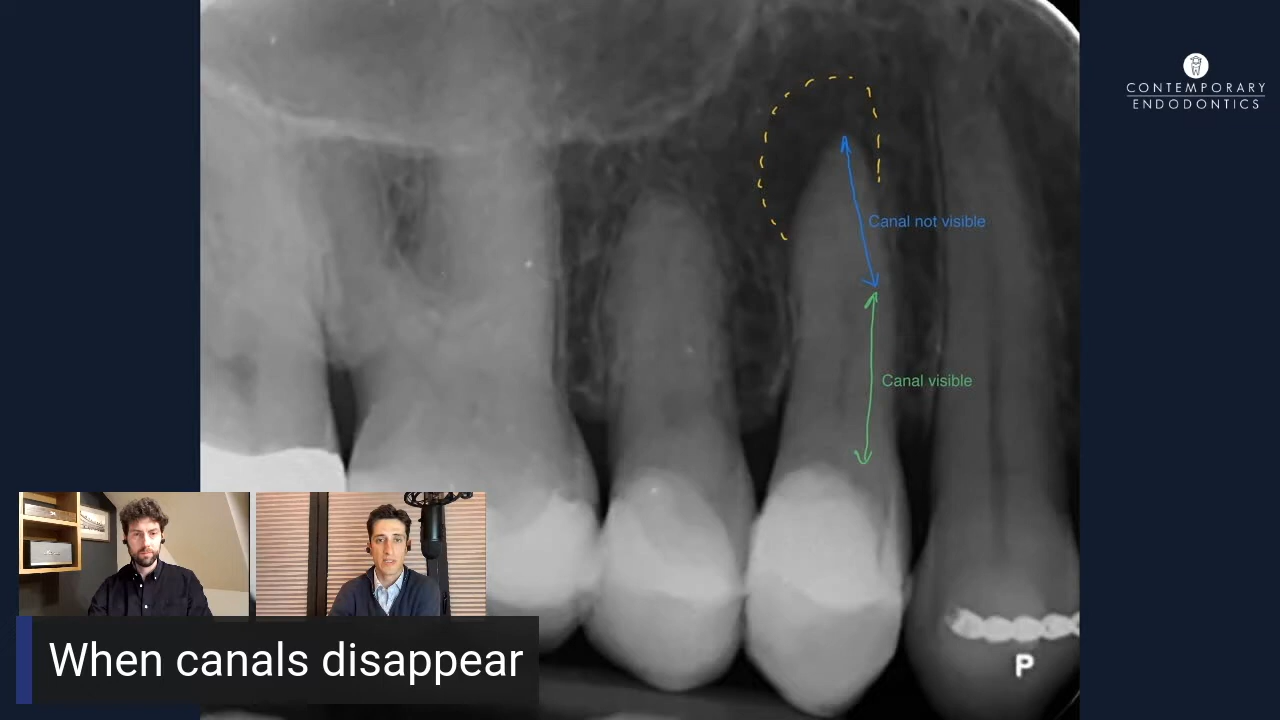 CONTEMPORARY
ENDODONTICS
Canal not visible
Canal visible
P
When canals disappear